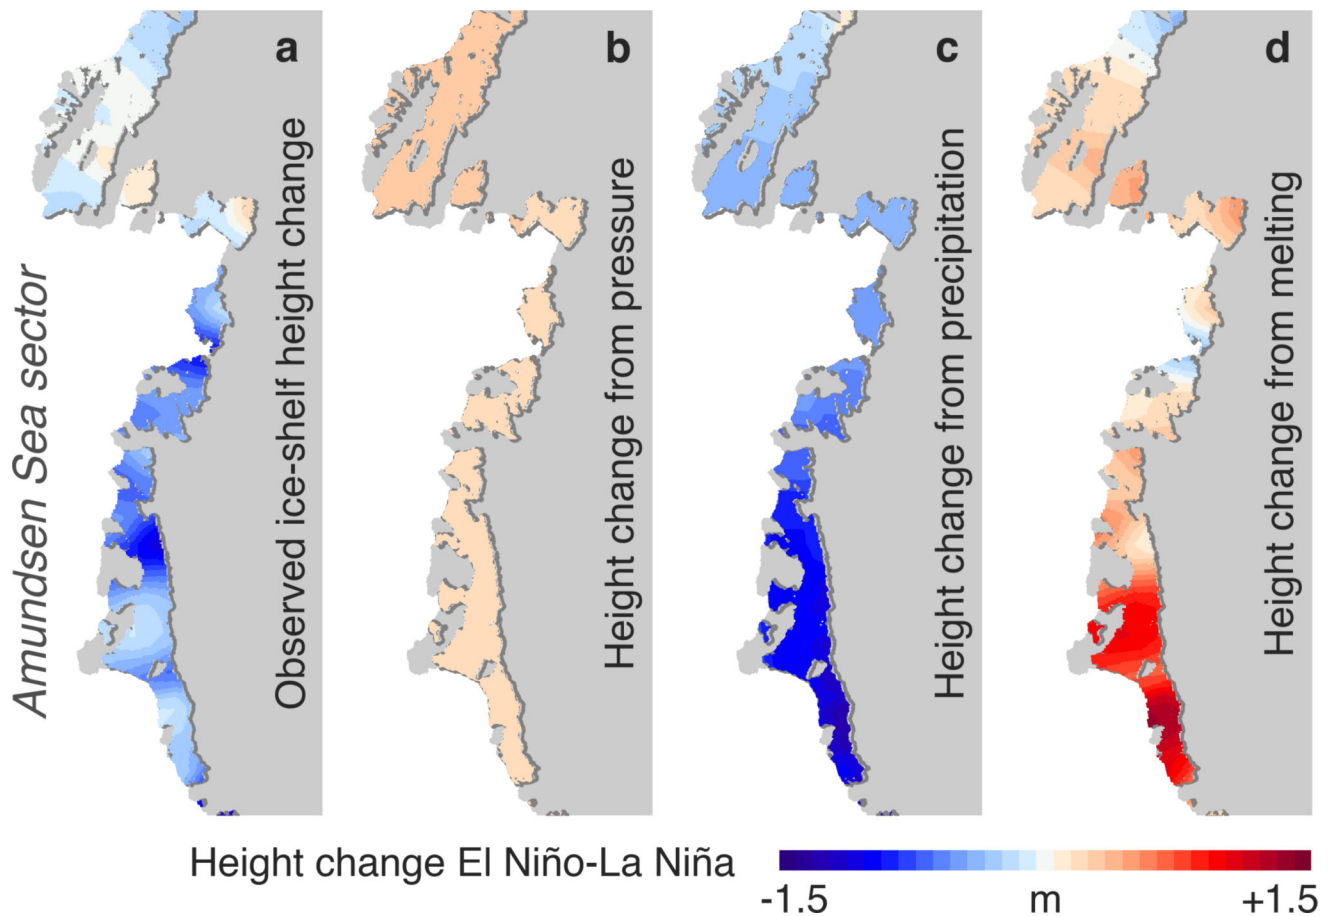 a
b
c
d
Amundsen Sea sector
Observed ice-shelf height change
Height change from pressure
Height change from precipitation
Height change from melting
Height change El Niño-La Niña
-1.5 m +1.5